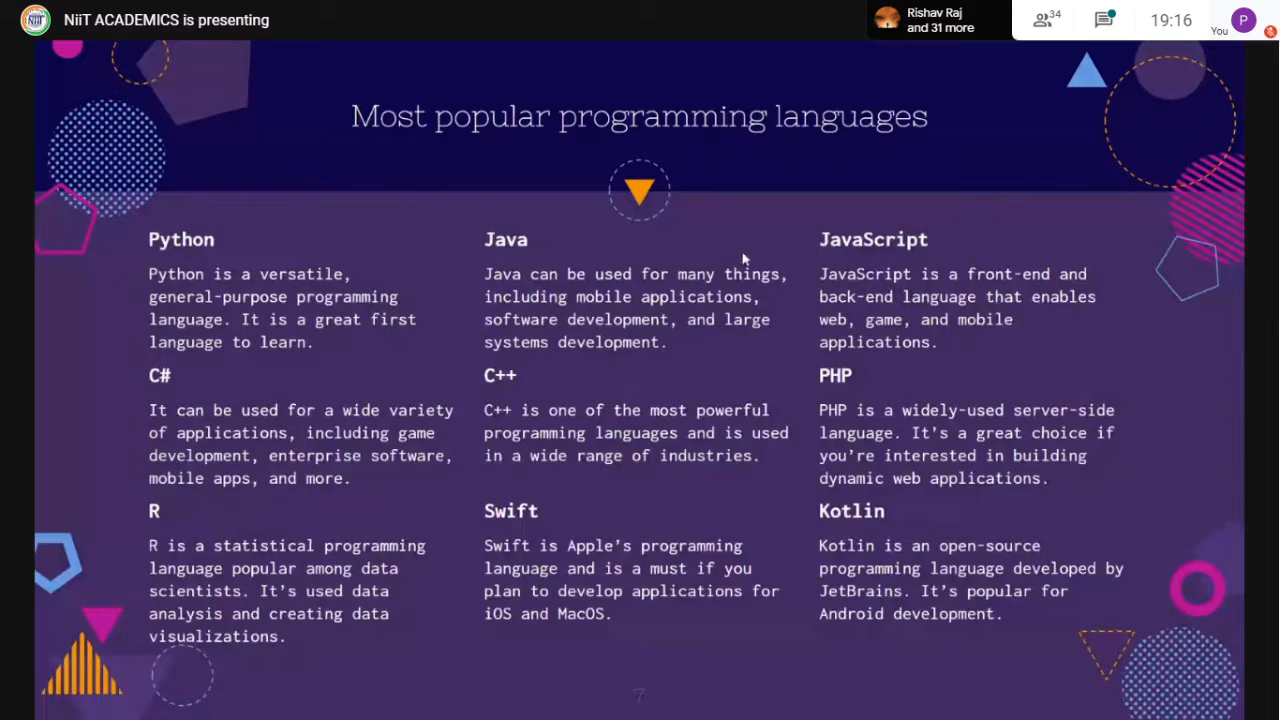 NiiT ACADEMICS is presenting
Rishav Raj
and 31 more
34
19:16
You
P
Most popular programming languages
Python
Python is a versatile,
general-purpose programming
language. It is a great first
language to learn.
Java
Java can be used for many things,
including mobile applications,
software development, and large
systems development.
JavaScript
JavaScript is a front-end and
back-end language that enables
web, game, and mobile
applications.
C#
It can be used for a wide variety
of applications, including game
development, enterprise software,
mobile apps, and more.
C++
C++ is one of the most powerful
programming languages and is used
in a wide range of industries.
PHP
PHP is a widely-used server-side
language. It’s a great choice if
you’re interested in building
dynamic web applications.
R
R is a statistical programming
language popular among data
scientists. It’s used data
analysis and creating data
visualizations.
Swift
Swift is Apple’s programming
language and is a must if you
plan to develop applications for
iOS and MacOS.
Kotlin
Kotlin is an open-source
programming language developed by
JetBrains. It’s popular for
Android development.
7